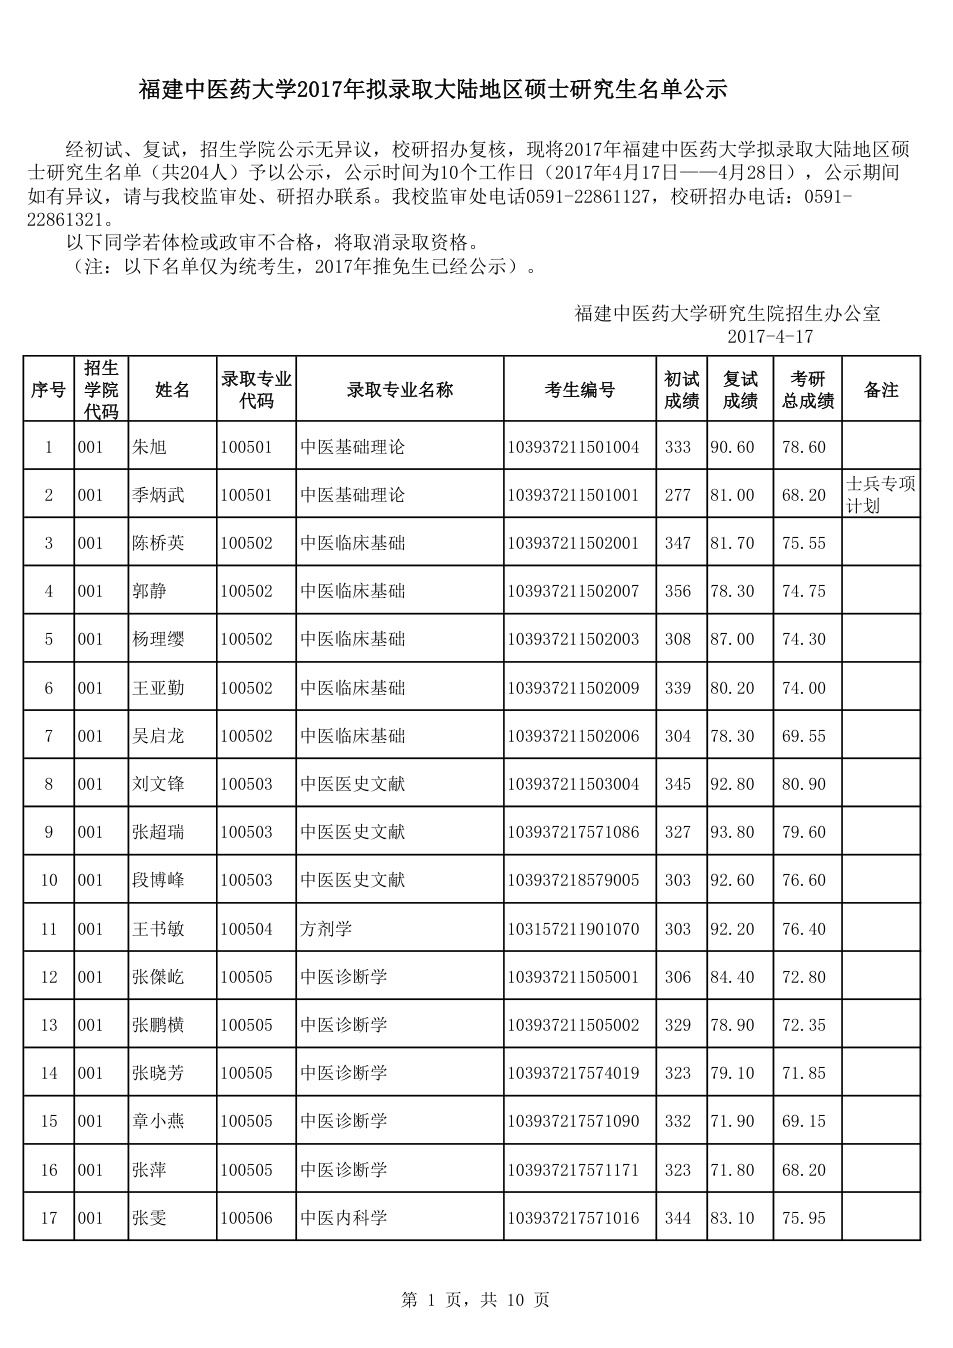 福建中医药大学2017年拟录取大陆地区硕士研究生名单公示
经初试、复试，招生学院公示无异议，校研招办复核，现将2017年福建中医药大学拟录取大陆地区硕
士研究生名单（共204人）予以公示，公示时间为10个工作日（2017年4月17日——4月28日），公示期间
如有异议，请与我校监审处、研招办联系。我校监审处电话0591-22861127，校研招办电话：0591-
22861321。
以下同学若体检或政审不合格，将取消录取资格。
（注：以下名单仅为统考生，2017年推免生已经公示）。
福建中医药大学研究生院招生办公室
2017-4-17
序号 招生学院代码 姓名 录取专业代码 录取专业名称 考生编号 初试成绩 复试成绩 考研总成绩 备注
1 001 朱旭 100501 中医基础理论 103937211501004 333 90.60 78.60
2 001 季炳武 100501 中医基础理论 103937211501001 277 81.00 68.20 士兵专项计划
3 001 陈桥英 100502 中医临床基础 103937211502001 347 81.70 75.55
4 001 郭静 100502 中医临床基础 103937211502007 356 78.30 74.75
5 001 杨理缨 100502 中医临床基础 103937211502003 308 87.00 74.30
6 001 王亚勤 100502 中医临床基础 103937211502009 339 80.20 74.00
7 001 吴启龙 100502 中医临床基础 103937211502006 304 78.30 69.55
8 001 刘文锋 100503 中医医史文献 103937211503004 345 92.80 80.90
9 001 张超瑞 100503 中医医史文献 103937217571086 327 93.80 79.60
10 001 段博峰 100503 中医医史文献 103937218579005 303 92.60 76.60
11 001 王书敏 100504 方剂学 103157211901070 303 92.20 76.40
12 001 张傑屹 100505 中医诊断学 103937211505001 306 84.40 72.80
13 001 张鹏横 100505 中医诊断学 103937211505002 329 78.90 72.35
14 001 张晓芳 100505 中医诊断学 103937217574019 323 79.10 71.85
15 001 章小燕 100505 中医诊断学 103937217571090 332 71.90 69.15
16 001 张萍 100505 中医诊断学 103937217571171 323 71.80 68.20
17 001 张雯 100506 中医内科学 103937217571016 344 83.10 75.95
第 1 页，共 10 页